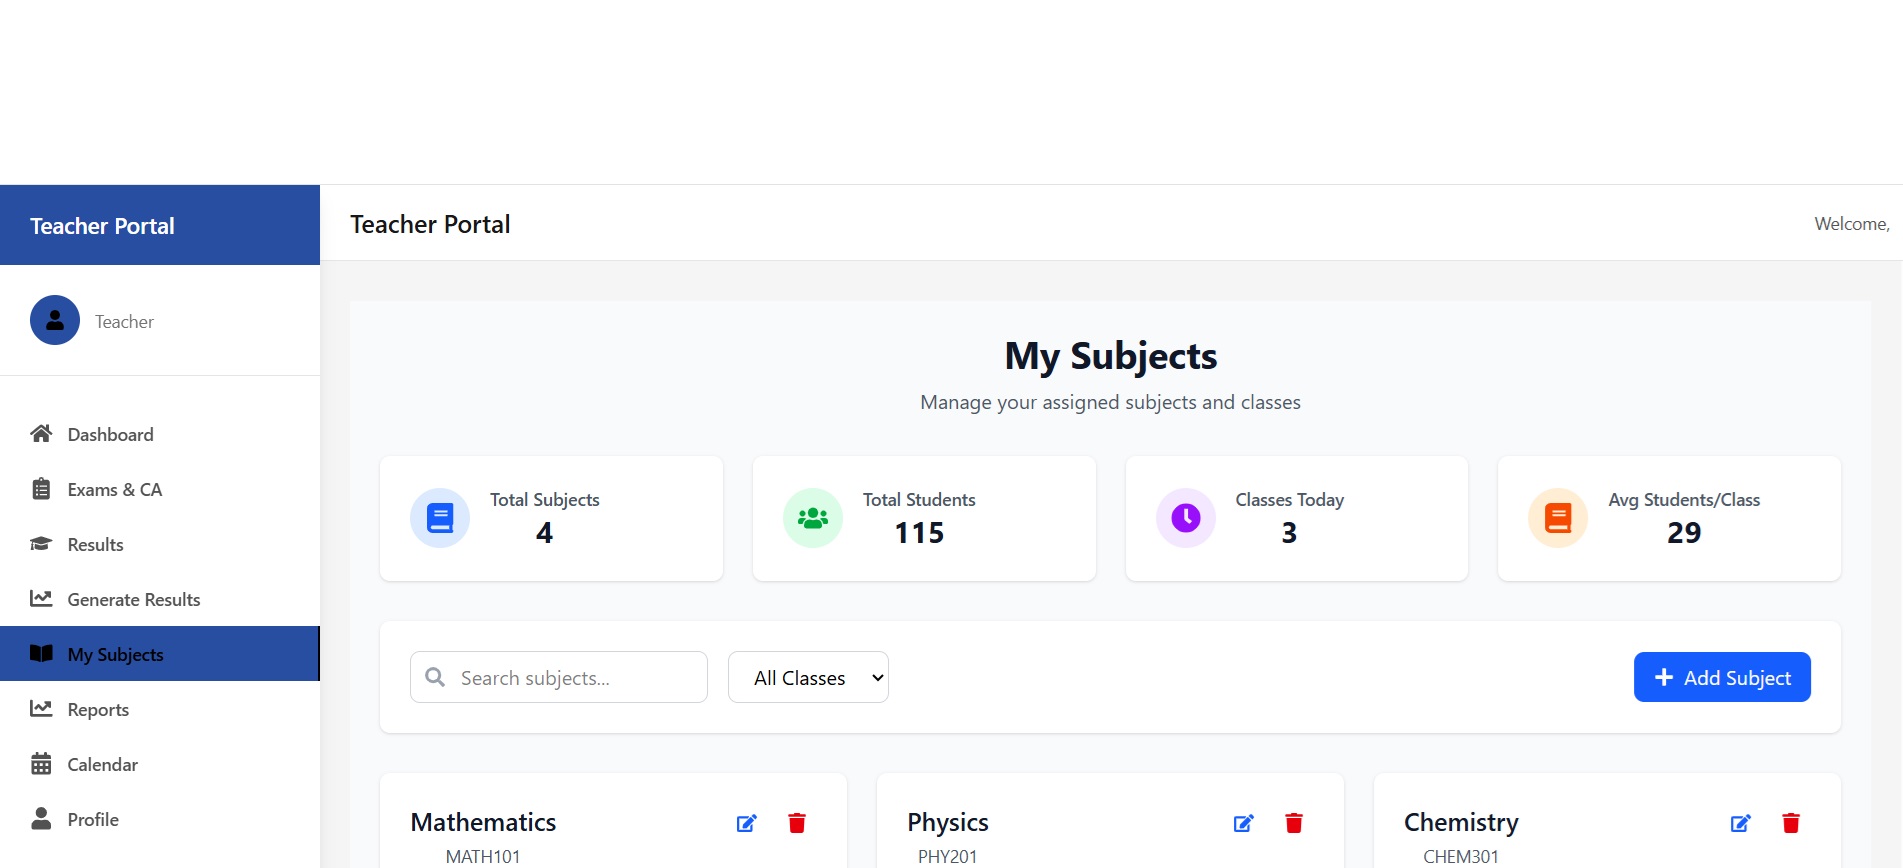 Teacher Portal
Teacher Portal
Welcome,
Teacher
Dashboard
Exams & CA
Results
Generate Results
My Subjects
Reports
Calendar
Profile
My Subjects
Manage your assigned subjects and classes
Total Subjects
4
Total Students
115
Classes Today
3
Avg Students/Class
29
Search subjects...
All Classes
Add Subject
Mathematics
MATH101
Physics
PHY201
Chemistry
CHEM301